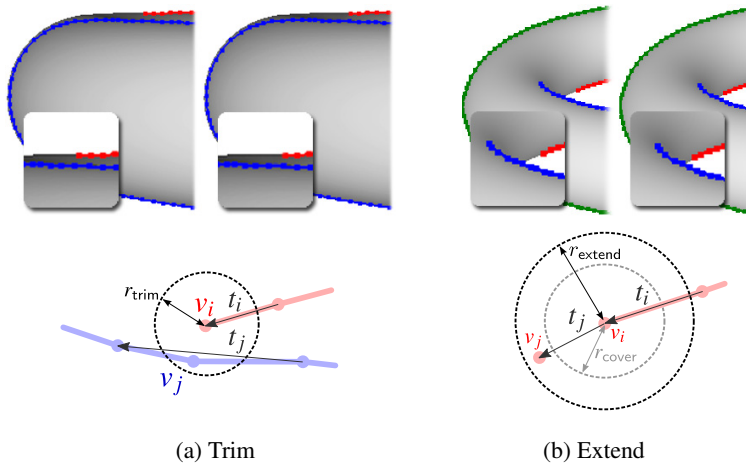 r_trim
v_i
t_i
t_j
v_j
r_extend
t_i
t_j
v_j
v_i
r_cover
(a) Trim
(b) Extend